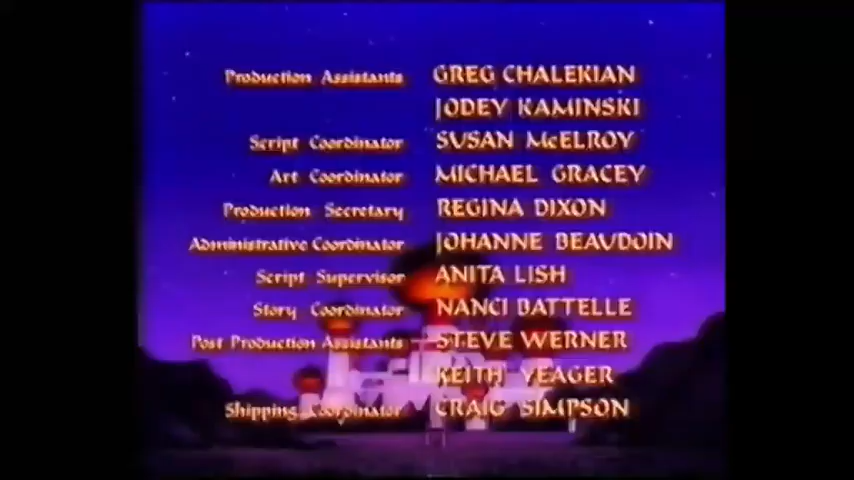 Production Assistants GREG CHALEKIAN
JODEY KAMINSKI
Script Coordinator SUSAN McELROY
Art Coordinator MICHAEL GRACEY
Production Secretary REGINA DIXON
Administrative Coordinator JOHANNE BEAUDOIN
Script Supervisor ANITA LISH
Story Coordinator NANCI BATTELLE
Post Production Assistants STEVE WERNER
KEITH YEAGER
Shipping Coordinator CRAIG SIMPSON